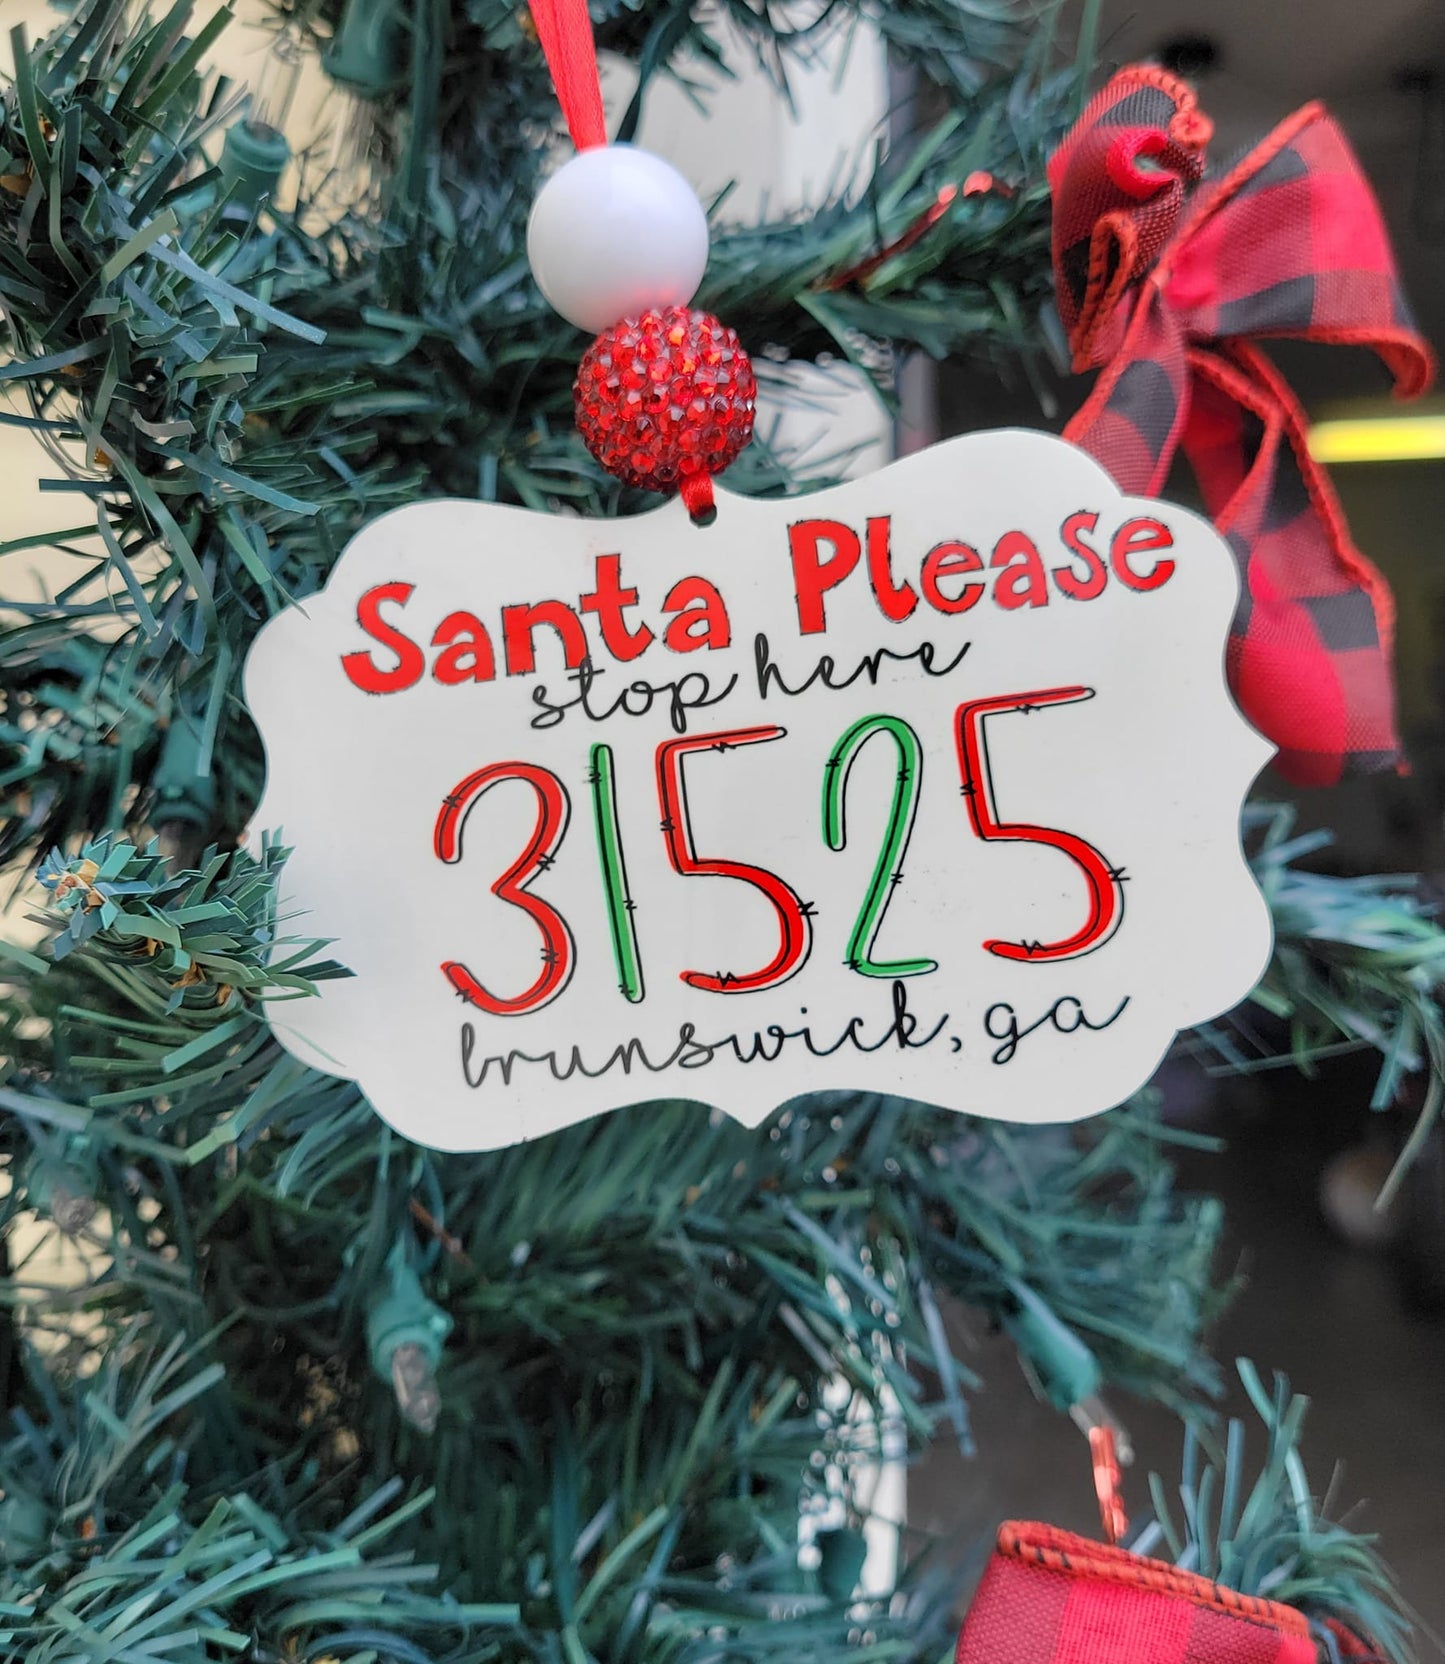 Santa Please
stop here
31525
brunswick, ga